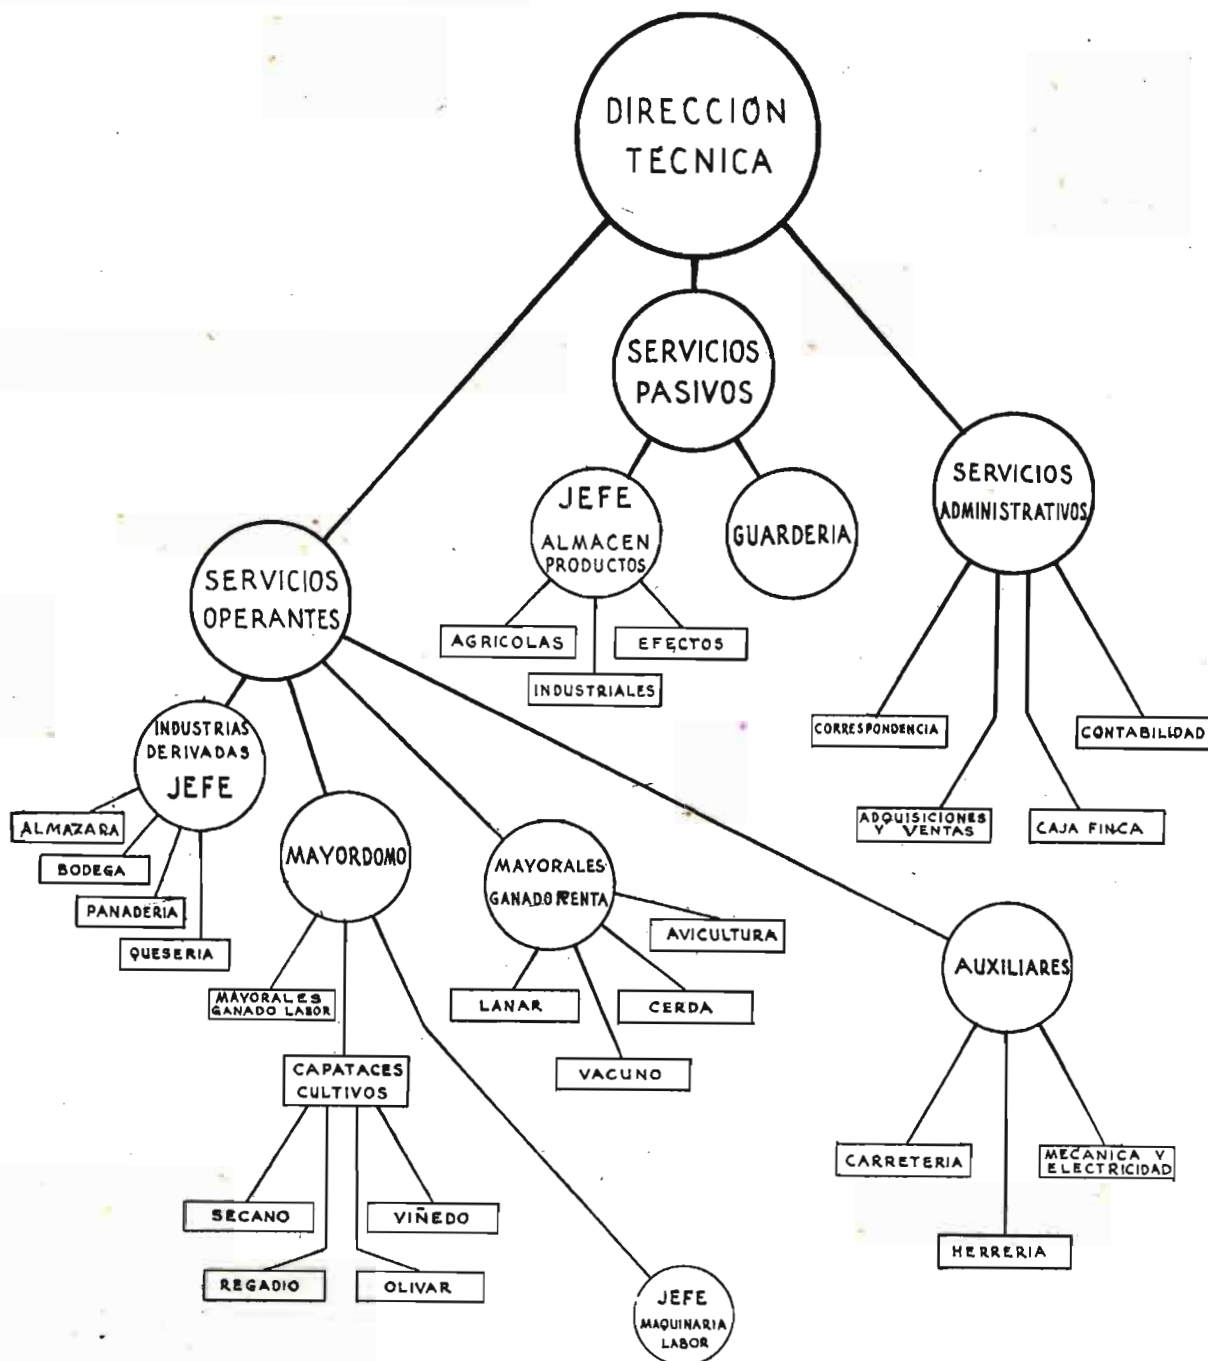 DIRECCIÓN
TÉCNICA
SERVICIOS
PASIVOS
SERVICIOS
ADMINISTRATIVOS
JEFE
ALMACEN
PRODUCTOS
GUARDERIA
SERVICIOS
OPERANTES
AGRICOLAS
EFECTOS
INDUSTRIALES
CORRESPONDENCIA
CONTABILIDAD
ADQUISICIONES
Y VENTAS
CAJA FINCA
INDUSTRIAS
DERIVADAS
JEFE
ALMAZARA
BODEGA
PANADERIA
QUESERIA
MAYORDOMO
MAYORALES
GANADO RENTA
AVICULTURA
LANAR
CERDA
VACUNO
AUXILIARES
MAYORALES
GANADO LABOR
CAPATACES
CULTIVOS
CARRETERIA
MECANICA Y
ELECTRICIDAD
HERRERIA
SECANO
VIÑEDO
REGADIO
OLIVAR
JEFE
MAQUINARIA
LABOR